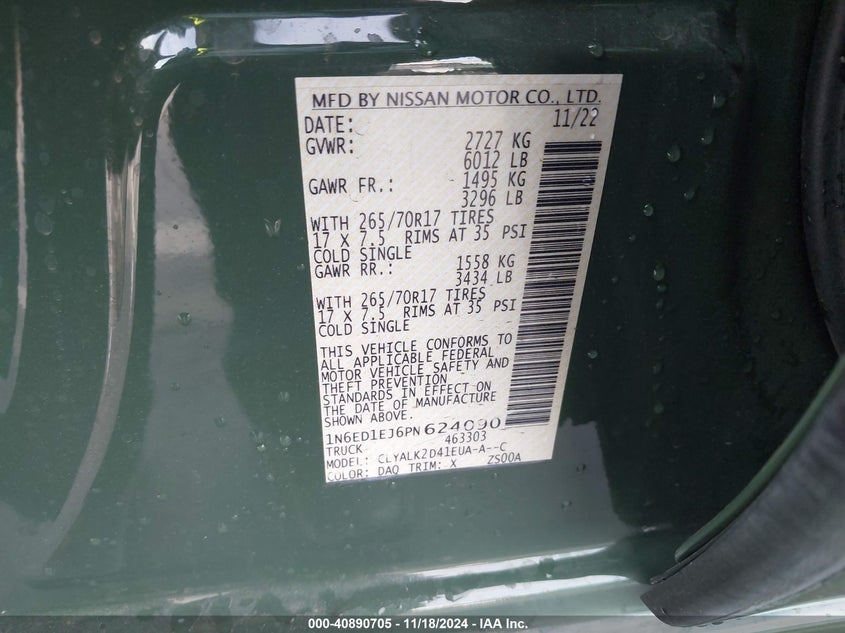 MFD BY NISSAN MOTOR CO., LTD.
DATE: 11/22
GVWR: 2727 KG
6012 LB
GAWR FR.: 1495 KG
3296 LB
WITH 265/70R17 TIRES
17 X 7.5 RIMS AT 35 PSI
COLD SINGLE
GAWR RR.: 1558 KG
3434 LB
WITH 265/70R17 TIRES
17 X 7.5 RIMS AT 35 PSI
COLD SINGLE
THIS VEHICLE CONFORMS TO
ALL APPLICABLE FEDERAL
MOTOR VEHICLE SAFETY AND
THEFT PREVENTION
STANDARDS IN EFFECT ON
THE DATE OF MANUFACTURE
SHOWN ABOVE.
1N6ED1EJ6PN624090
TRUCK 463303
MODEL: CLYALK2D41EUA-A--C
COLOR: DAQ TRIM: X ZS00A
000-40890705 - 11/18/2024 - IAA Inc.